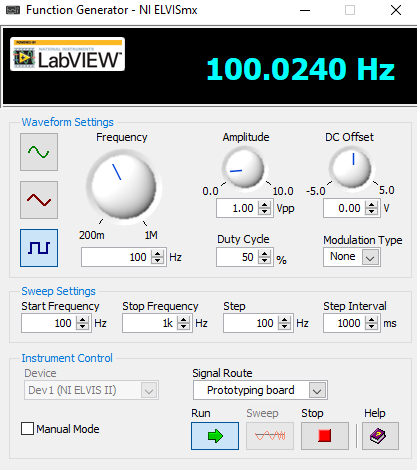 Function Generator - NI ELVISmx
POWERED BY
NATIONAL INSTRUMENTS
LabVIEW™
100.0240 Hz
Waveform Settings
Frequency
Amplitude
DC Offset
0.0 10.0 -5.0 5.0
1.00 Vpp 0.00 V
200m 1M
Duty Cycle Modulation Type
100 Hz 50 % None
Sweep Settings
Start Frequency Stop Frequency Step Step Interval
100 Hz 1k Hz 100 Hz 1000 ms
Instrument Control
Device Signal Route
Dev1 (NI ELVIS II) Prototyping board
Run Sweep Stop Help
Manual Mode